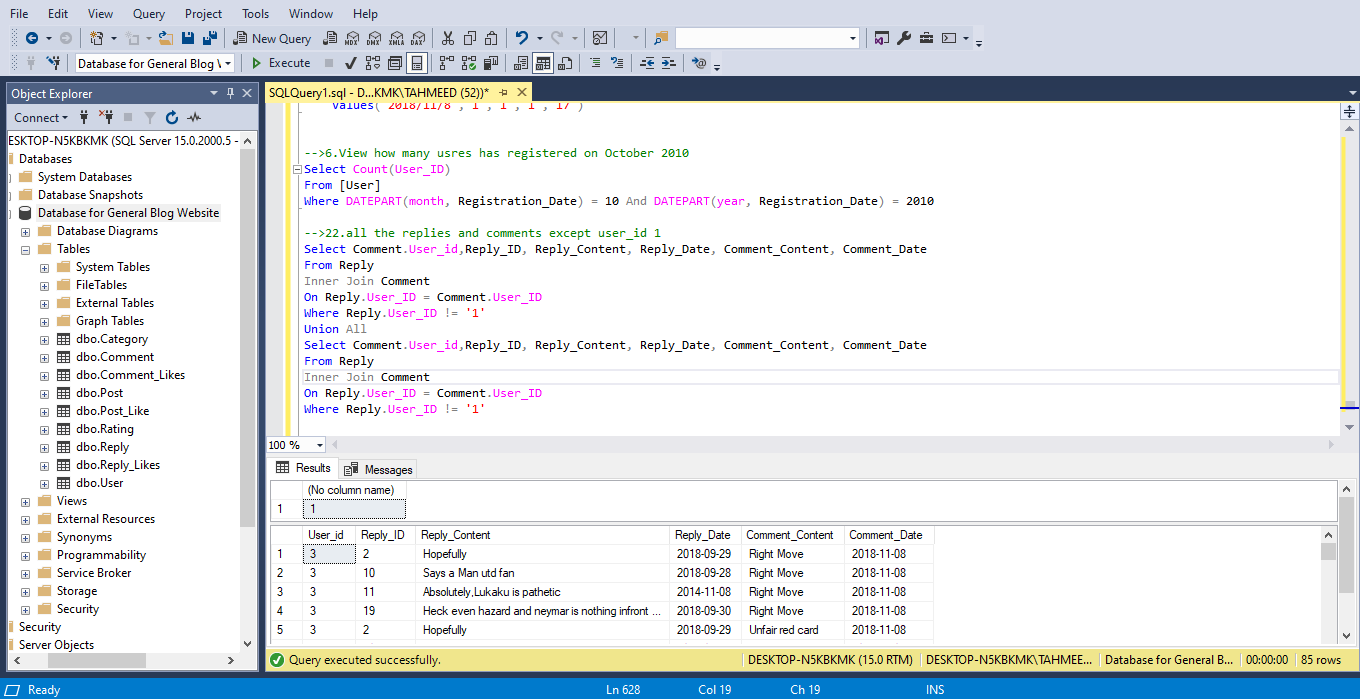 File Edit View Query Project Tools Window Help
New Query MDX DMX XMLA DAX
Database for General Blog Execute
Object Explorer
Connect
ESKTOP-N5KBKMK (SQL Server 15.0.2000.5 -
Databases
System Databases
Database Snapshots
Database for General Blog Website
Database Diagrams
Tables
System Tables
FileTables
External Tables
Graph Tables
dbo.Category
dbo.Comment
dbo.Comment_Likes
dbo.Post
dbo.Post_Like
dbo.Rating
dbo.Reply
dbo.Reply_Likes
dbo.User
Views
External Resources
Synonyms
Programmability
Service Broker
Storage
Security
Security
Server Objects
SQLQuery1.sql - D...KMK\TAHMEED (52))*
Values('2018/11/8','1','1','1','17')
-->6.View how many usres has registered on October 2010
Select Count(User_ID)
From [User]
Where DATEPART(month, Registration_Date) = 10 And DATEPART(year, Registration_Date) = 2010
-->22.all the replies and comments except user_id 1
Select Comment.User_id,Reply_ID, Reply_Content, Reply_Date, Comment_Content, Comment_Date
From Reply
Inner Join Comment
On Reply.User_ID = Comment.User_ID
Where Reply.User_ID != '1'
Union All
Select Comment.User_id,Reply_ID, Reply_Content, Reply_Date, Comment_Content, Comment_Date
From Reply
Inner Join Comment
On Reply.User_ID = Comment.User_ID
Where Reply.User_ID != '1'
100 %
Results Messages
(No column name)
1 1
User_id Reply_ID Reply_Content Reply_Date Comment_Content Comment_Date
1 3 2 Hopefully 2018-09-29 Right Move 2018-11-08
2 3 10 Says a Man utd fan 2018-09-28 Right Move 2018-11-08
3 3 11 Absolutely,Lukaku is pathetic 2014-11-08 Right Move 2018-11-08
4 3 19 Heck even hazard and neymar is nothing infront ... 2018-09-30 Right Move 2018-11-08
5 3 2 Hopefully 2018-09-29 Unfair red card 2018-11-08
Query executed successfully. DESKTOP-N5KBKMK (15.0 RTM) DESKTOP-N5KBKMK\TAHMEE... Database for General B... 00:00:00 85 rows
Ready Ln 628 Col 19 Ch 19 INS